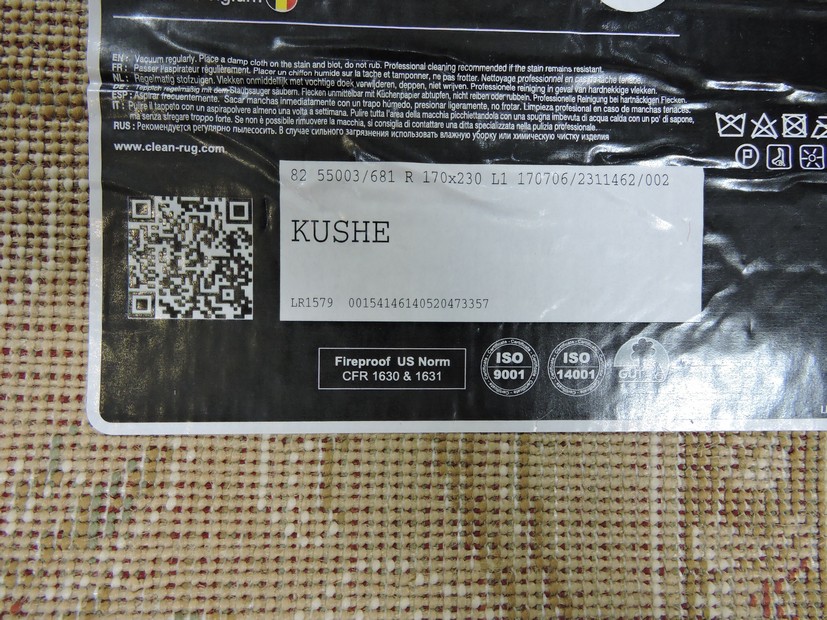 EN: Vacuum regularly. Place a damp cloth on the stain and blot, do not rub. Professional cleaning recommended if the stain remains resistant.
FR: Passer l'aspirateur régulièrement. Placer un chiffon humide sur la tache et tamponner, ne pas frotter. Nettoyage professionnel en cas de tache tenace.
NL: Regelmatig stofzuigen. Vlekken onmiddellijk met vochtige doek verwijderen, deppen, niet wrijven. Professionele reiniging in geval van hardnekkige vlekken.
DE: Teppich regelmäßig mit dem Staubsauger säubern. Flecken unmittelbar mit Küchenpapier abtupfen, nicht reiben oder rubbeln. Professionelle Reinigung bei hartnäckigen Flecken.
ESP: Aspirar frecuentemente. Sacar manchas inmediatamente con un trapo húmedo, presionar ligeramente, no frotar. Limpieza profesional en caso de manchas tenaces.
IT: Pulire il tappeto con un aspirapolvere almeno una volta a settimana. Pulire tutta l'area della macchia picchiettandola con una spugna imbevuta di acqua calda con un po' di sapone,
ma senza sfregare troppo forte. Se non è possibile rimuovere la macchia, si consiglia di contattare una ditta specializzata nella pulizia professionale.
RUS: Рекомендуется регулярно пылесосить. В случае сильного загрязнения использовать влажную уборку или химическую чистку изделия
www.clean-rug.com
P
82 55003/681 R 170x230 L1 170706/2311462/002
KUSHE
LR1579 00154146140520473357
Fireproof US Norm
CFR 1630 & 1631
ISO
9001
ISO
14001